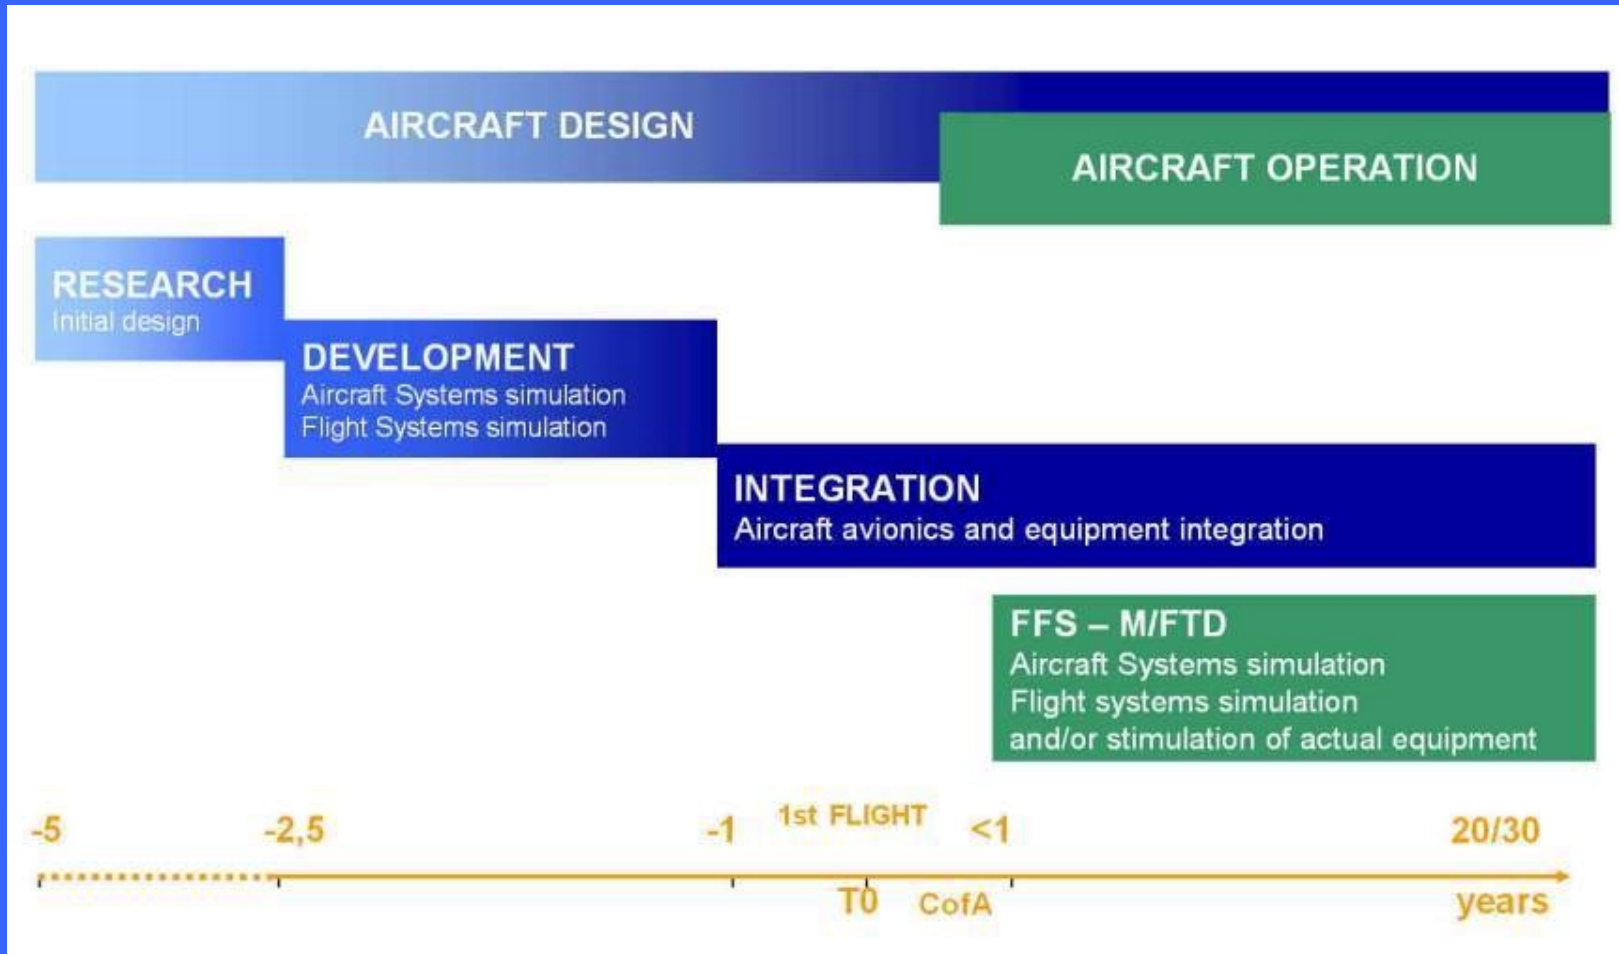 AIRCRAFT DESIGN
AIRCRAFT OPERATION
RESEARCH
Initial design
DEVELOPMENT
Aircraft Systems simulation
Flight Systems simulation
INTEGRATION
Aircraft avionics and equipment integration
FFS – M/FTD
Aircraft Systems simulation
Flight systems simulation
and/or stimulation of actual equipment
-5
-2,5
-1
1st FLIGHT
<1
20/30
T0
CofA
years